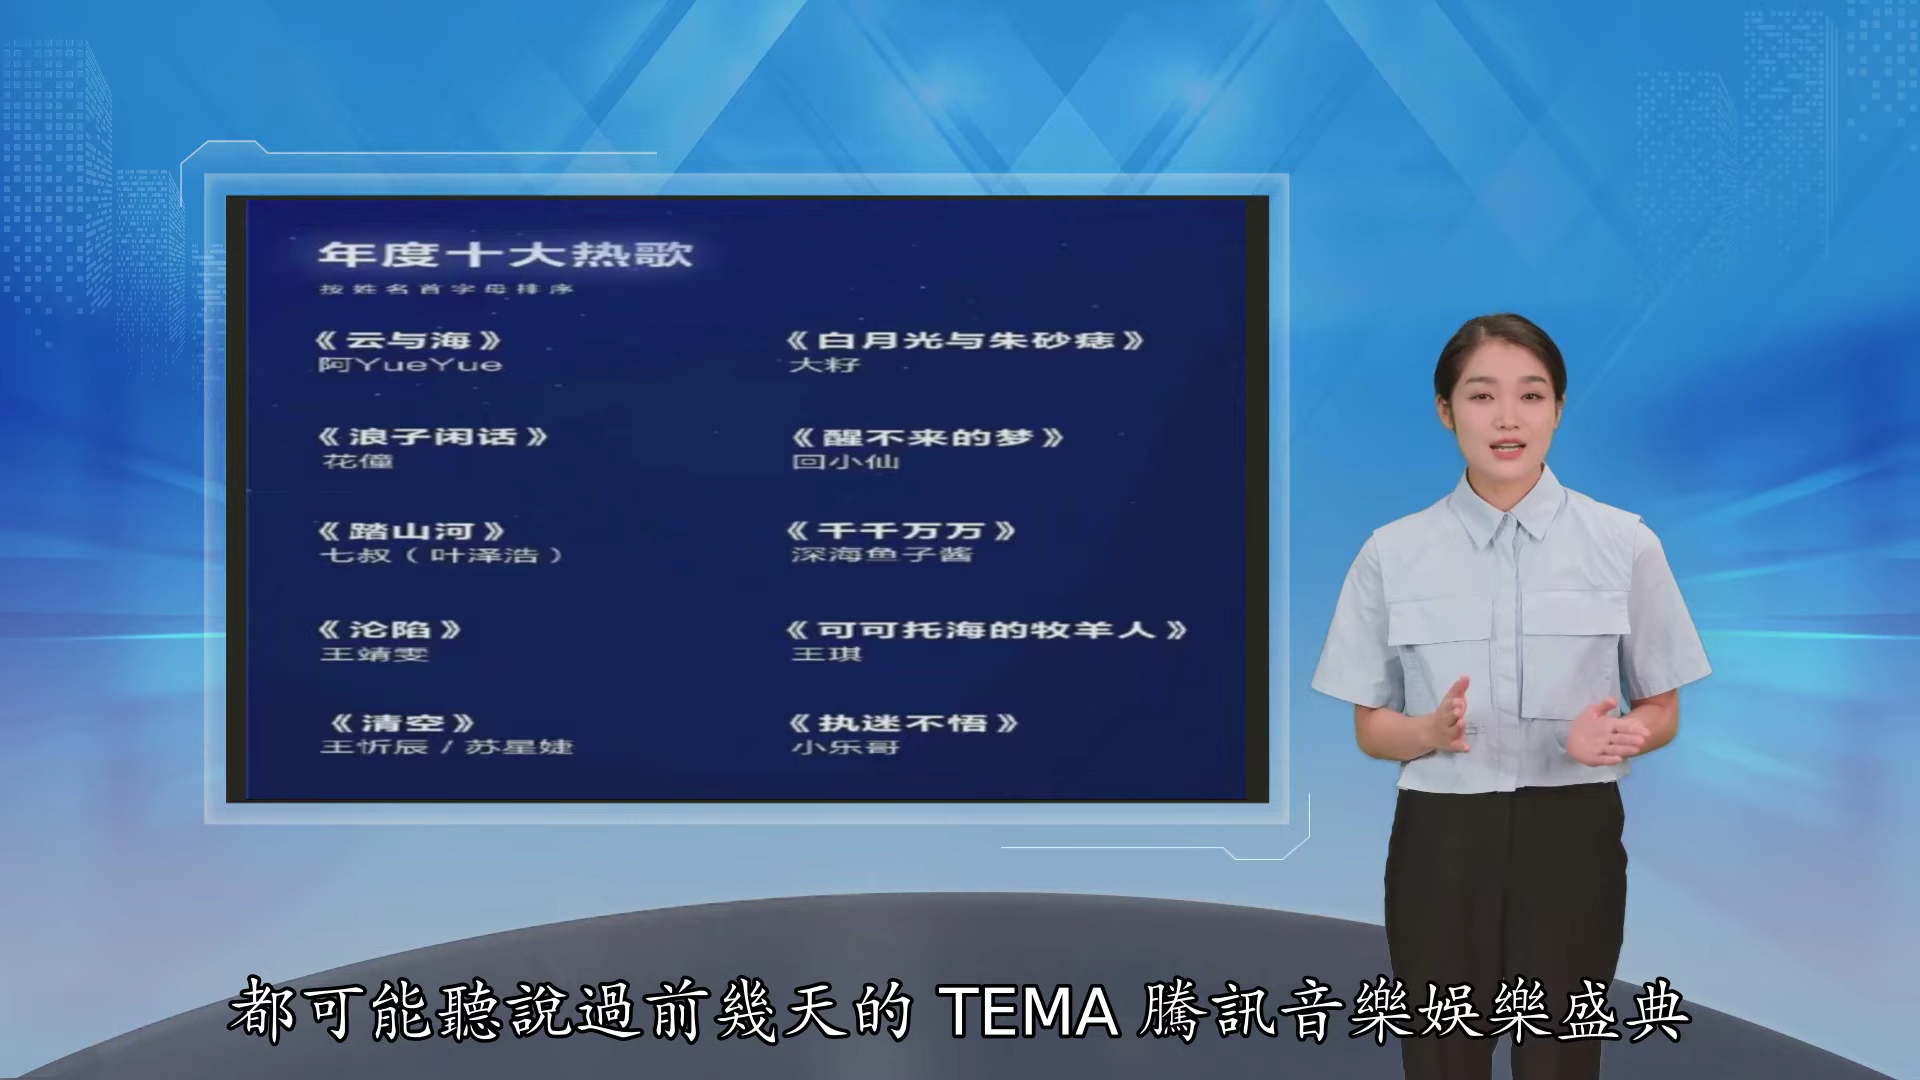 年度十大热歌
按姓名首字母排序
《云与海》
阿YueYue
《白月光与朱砂痣》
大籽
《浪子闲话》
花僮
《醒不来的梦》
回小仙
《踏山河》
七叔（叶泽浩）
《千千万万》
深海鱼子酱
《沦陷》
王靖雯
《可可托海的牧羊人》
王琪
《清空》
王忻辰 / 苏星婕
《执迷不悟》
小乐哥
都可能聽說過前幾天的 TEMA 騰訊音樂娛樂盛典